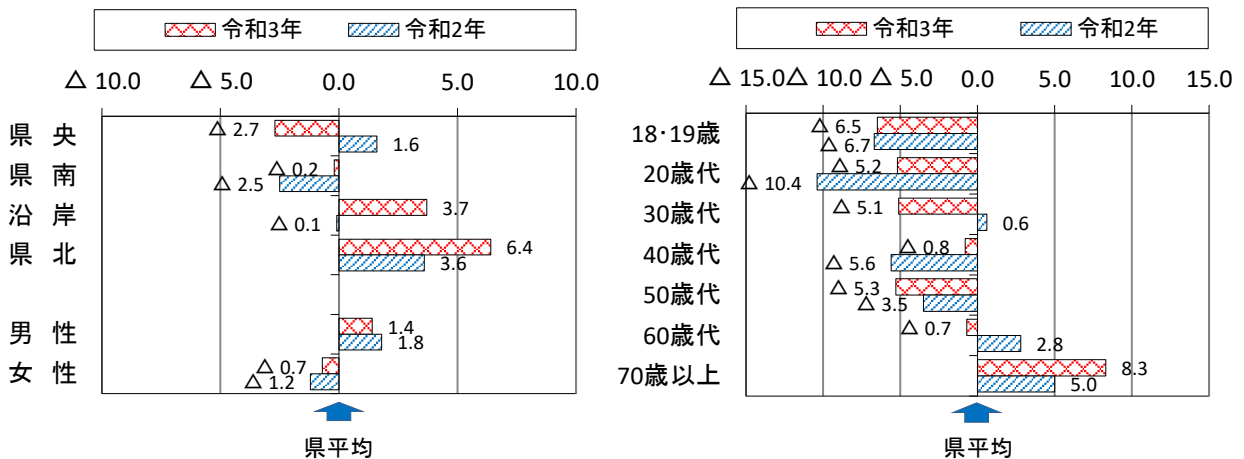 令和3年 令和2年
△ 10.0 △ 5.0 0.0 5.0 10.0
県 央 △ 2.7 1.6
県 南 △ 0.2 △ 2.5
沿 岸 3.7 △ 0.1
県 北 6.4 3.6
男 性 1.4 1.8
女 性 △ 0.7 △ 1.2
県平均
令和3年 令和2年
△ 15.0 △ 10.0 △ 5.0 0.0 5.0 10.0 15.0
18･19歳 △ 6.5 △ 6.7
20歳代 △ 5.2 △ 10.4
30歳代 △ 5.1 0.6
40歳代 △ 0.8 △ 5.6
50歳代 △ 5.3 △ 3.5
60歳代 △ 0.7 2.8
70歳以上 8.3 5.0
県平均